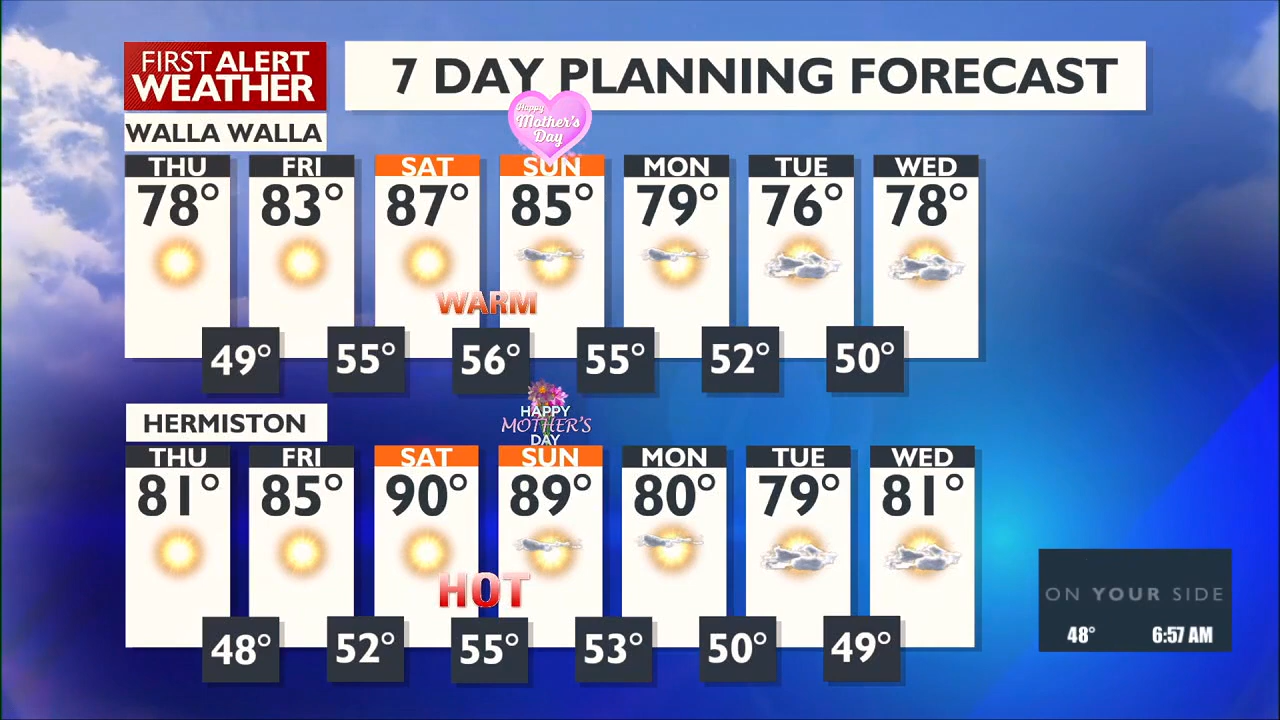 FIRST ALERT
WEATHER
7 DAY PLANNING FORECAST
WALLA WALLA
Happy
Mother's
Day
THU FRI SAT SUN MON TUE WED
78° 83° 87° 85° 79° 76° 78°
WARM
49° 55° 56° 55° 52° 50°
HERMISTON
HAPPY
MOTHER'S
DAY
THU FRI SAT SUN MON TUE WED
81° 85° 90° 89° 80° 79° 81°
HOT
48° 52° 55° 53° 50° 49°
ON YOUR SIDE
48° 6:57 AM